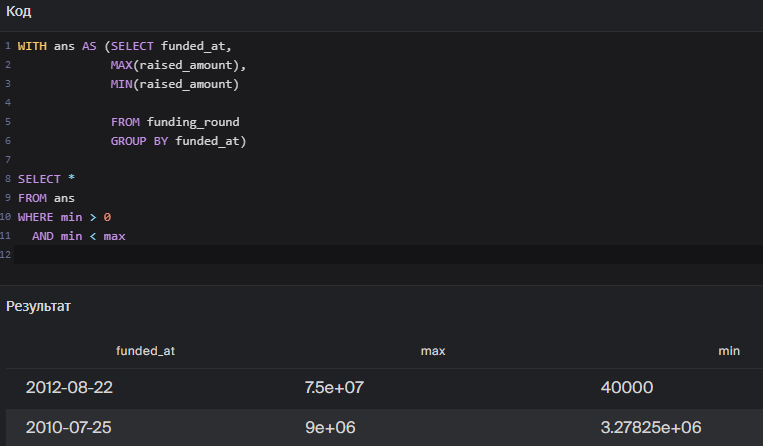 Код
1 WITH ans AS (SELECT funded_at,
2 MAX(raised_amount),
3 MIN(raised_amount)
4
5 FROM funding_round
6 GROUP BY funded_at)
7
8 SELECT *
9 FROM ans
10 WHERE min > 0
11 AND min < max
12
Результат
funded_at max min
2012-08-22 7.5e+07 40000
2010-07-25 9e+06 3.27825e+06